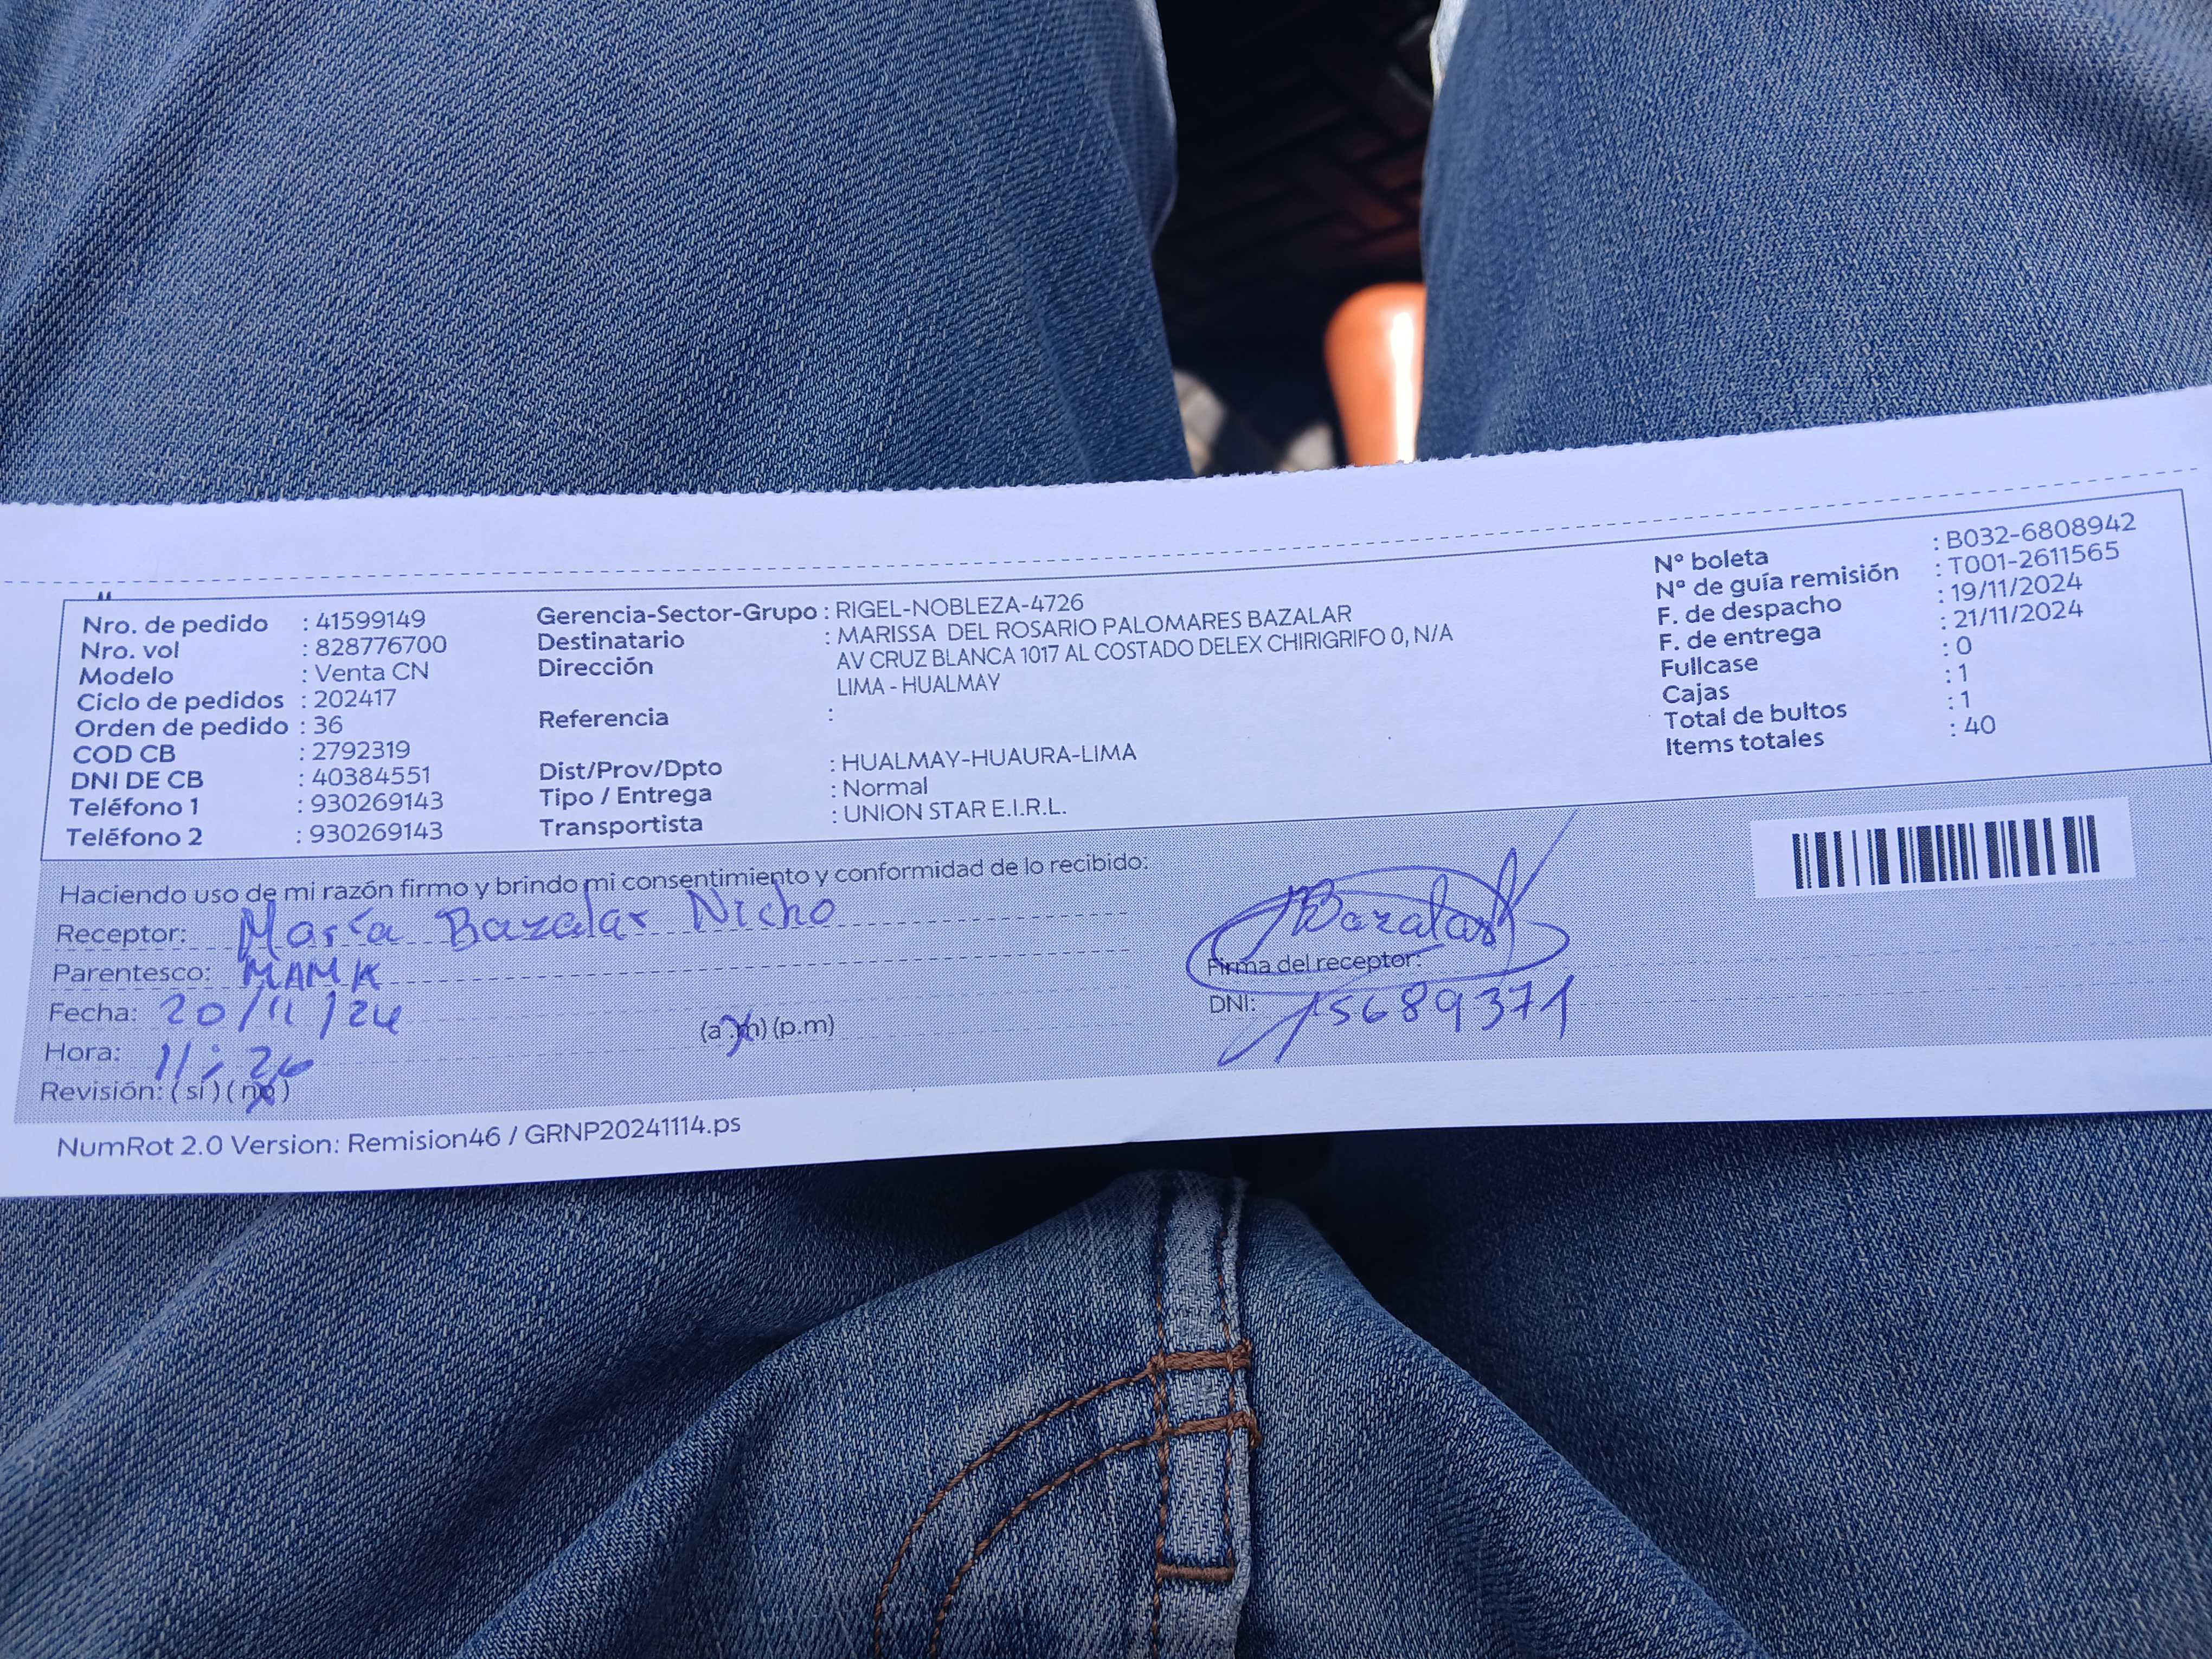 Nro. de pedido : 41599149
Nro. vol : 828776700
Modelo : Venta CN
Ciclo de pedidos : 202417
Orden de pedido : 36
COD CB : 2792319
DNI DE CB : 40384551
Teléfono 1 : 930269143
Teléfono 2 : 930269143
Gerencia-Sector-Grupo : RIGEL-NOBLEZA-4726
Destinatario : MARISSA DEL ROSARIO PALOMARES BAZALAR
Dirección AV CRUZ BLANCA 1017 AL COSTADO DELEX CHIRIGRIFO 0, N/A
LIMA - HUALMAY
Referencia :
Dist/Prov/Dpto : HUALMAY-HUAURA-LIMA
Tipo / Entrega : Normal
Transportista : UNION STAR E.I.R.L.
N° boleta : B032-6808942
N° de guía remisión : T001-2611565
F. de despacho : 19/11/2024
F. de entrega : 21/11/2024
Fullcase : 0
Cajas : 1
Total de bultos : 1
Items totales : 40
Haciendo uso de mi razón firmo y brindo mi consentimiento y conformidad de lo recibido:
Receptor: María Bazalar Nicho
Parentesco: MAMA
Fecha: 20/11/24
Hora: 11:26 (a.m) (p.m)
Revisión: ( sí ) ( no )
Bazalar
Firma del receptor:
DNI: 15689371
NumRot 2.0 Version: Remision46 / GRNP20241114.ps